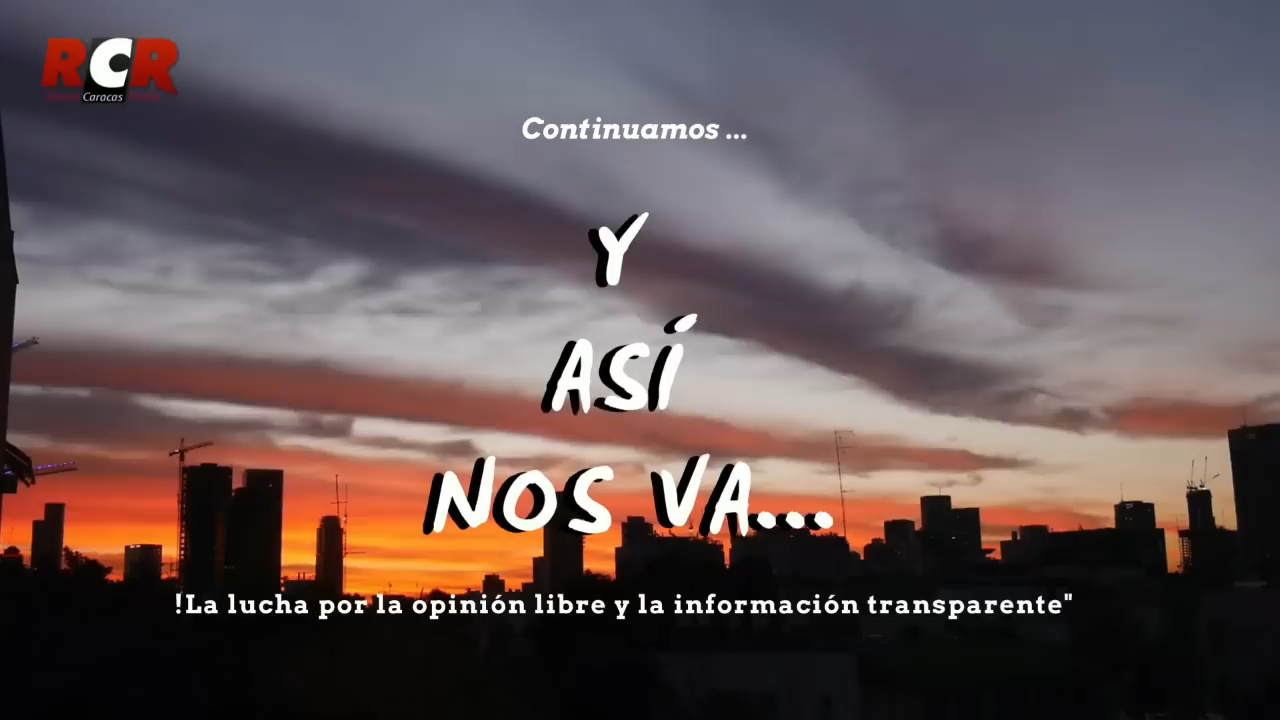 RCR
Caracas
Continuamos ...
Y
ASÍ
NOS VA...
!La lucha por la opinión libre y la información transparente"